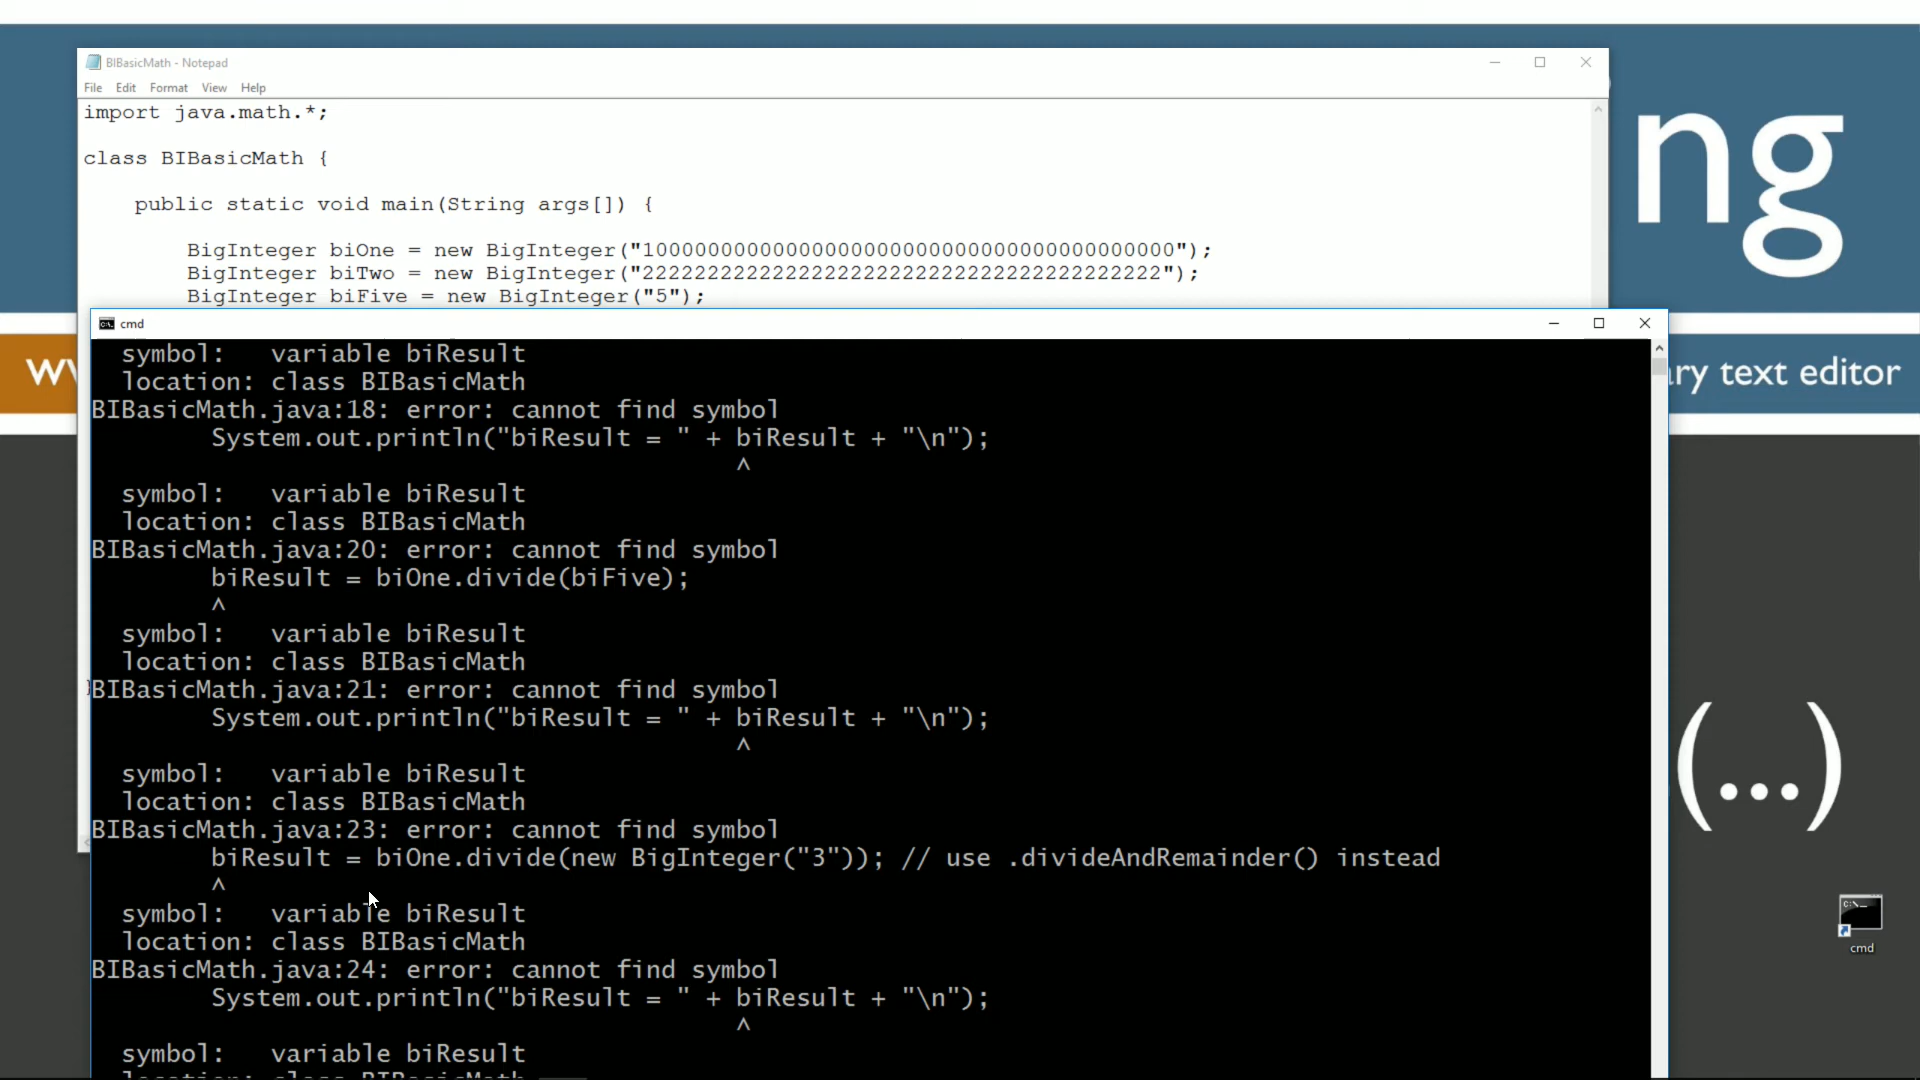 ng
BIBasicMath - Notepad
File Edit Format View Help
import java.math.*;
class BIBasicMath {
public static void main(String args[]) {
BigInteger biOne = new BigInteger("10000000000000000000000000000000000000000");
BigInteger biTwo = new BigInteger("2222222222222222222222222222222222222222");
BigInteger biFive = new BigInteger("5");
cmd
symbol:   variable biResult
location: class BIBasicMath
BIBasicMath.java:18: error: cannot find symbol
System.out.println("biResult = " + biResult + "\n");
^
symbol:   variable biResult
location: class BIBasicMath
BIBasicMath.java:20: error: cannot find symbol
biResult = biOne.divide(biFive);
^
symbol:   variable biResult
location: class BIBasicMath
BIBasicMath.java:21: error: cannot find symbol
System.out.println("biResult = " + biResult + "\n");
^
symbol:   variable biResult
location: class BIBasicMath
BIBasicMath.java:23: error: cannot find symbol
biResult = biOne.divide(new BigInteger("3")); // use .divideAndRemainder() instead
^
symbol:   variable biResult
location: class BIBasicMath
BIBasicMath.java:24: error: cannot find symbol
System.out.println("biResult = " + biResult + "\n");
^
symbol:   variable biResult
location: class BIBasicMath
ry text editor
(...)
cmd